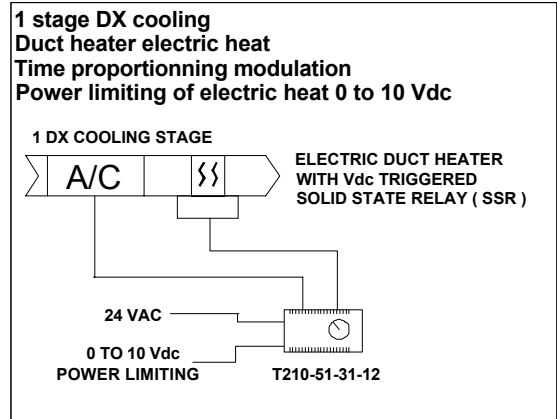 1 stage DX cooling
Duct heater electric heat
Time proportionning modulation
Power limiting of electric heat 0 to 10 Vdc
1 DX COOLING STAGE
A/C
ELECTRIC DUCT HEATER
WITH Vdc TRIGGERED
SOLID STATE RELAY ( SSR )
24 VAC
0 TO 10 Vdc
POWER LIMITING
T210-51-31-12